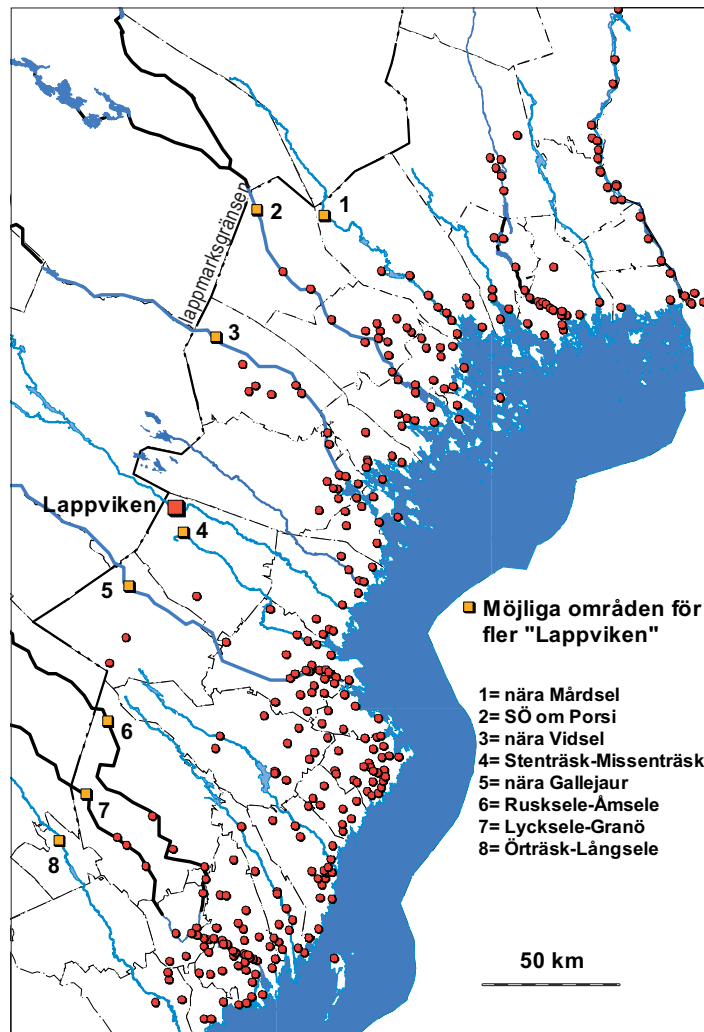 lappmarksgränsen
2
1
3
Lappviken
4
5
6
7
8
Möjliga områden för
fler "Lappviken"
1= nära Mårdsel
2= SÖ om Porsi
3= nära Vidsel
4= Stenträsk-Missenträsk
5= nära Gallejaur
6= Rusksele-Åmsele
7= Lycksele-Granö
8= Örträsk-Långsele
50 km